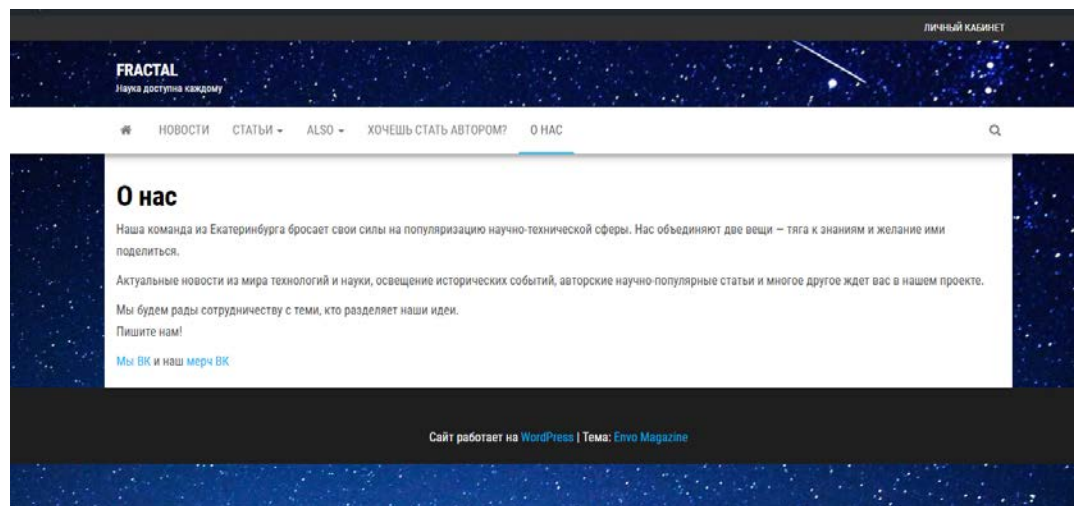 ЛИЧНЫЙ КАБИНЕТ
FRACTAL
Наука доступна каждому
НОВОСТИ СТАТЬИ ALSO ХОЧЕШЬ СТАТЬ АВТОРОМ? О НАС
О нас
Наша команда из Екатеринбурга бросает свои силы на популяризацию научно-технической сферы. Нас объединяют две вещи — тяга к знаниям и желание ими
поделиться.
Актуальные новости из мира технологий и науки, освещение исторических событий, авторские научно-популярные статьи и многое другое ждет вас в нашем проекте.
Мы будем рады сотрудничеству с теми, кто разделяет наши идеи.
Пишите нам!
Мы ВК и наш мерч ВК
Сайт работает на WordPress | Тема: Envo Magazine